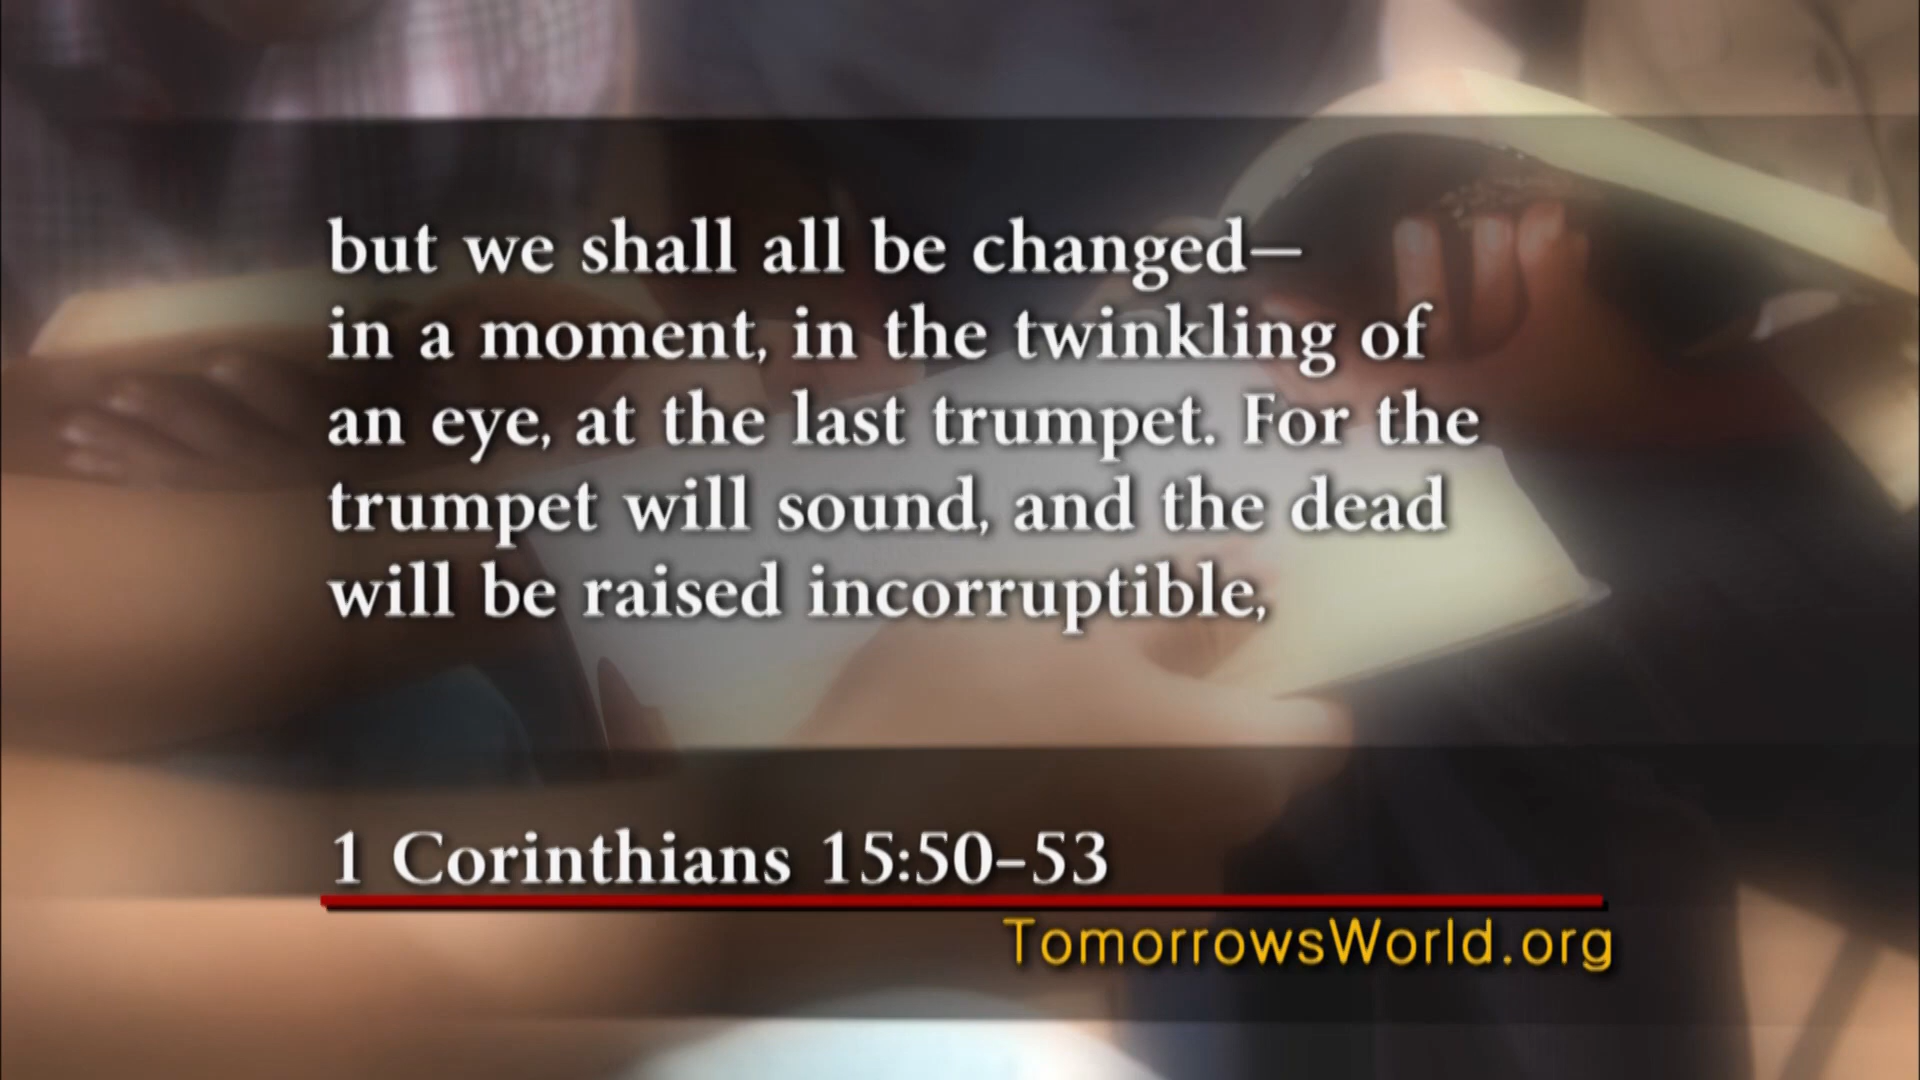 but we shall all be changed—
in a moment, in the twinkling of
an eye, at the last trumpet. For the
trumpet will sound, and the dead
will be raised incorruptible,
1 Corinthians 15:50–53
TomorrowsWorld.org